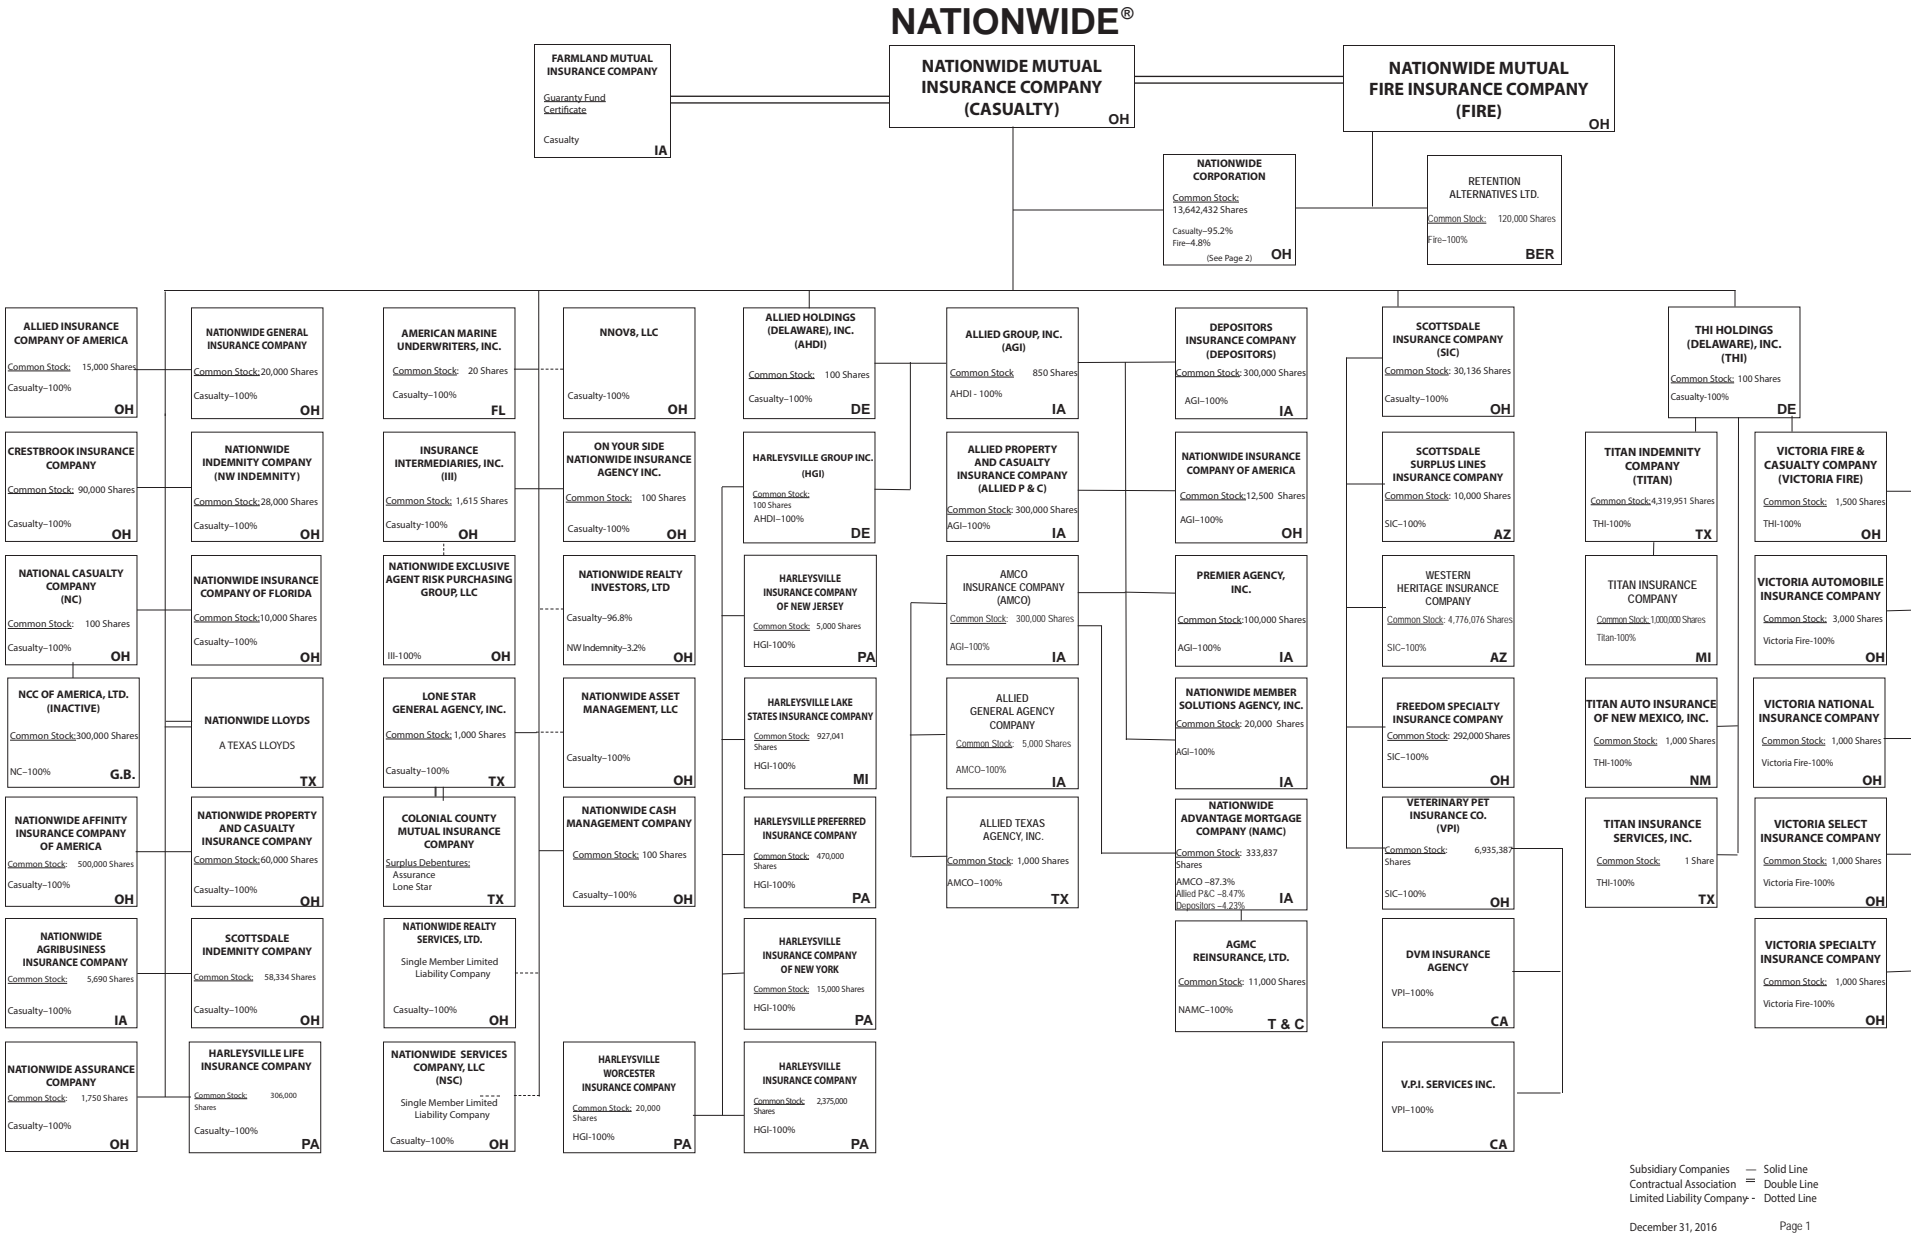 NATIONWIDE®
FARMLAND MUTUAL
INSURANCE COMPANY
Guaranty Fund
Certificate
Casualty
IA
NATIONWIDE MUTUAL
INSURANCE COMPANY
(CASUALTY)
OH
NATIONWIDE MUTUAL
FIRE INSURANCE COMPANY
(FIRE)
OH
NATIONWIDE
CORPORATION
Common Stock:
13,642,432 Shares
Casualty–95.2%
Fire–4.8%
(See Page 2)
OH
RETENTION
ALTERNATIVES LTD.
Common Stock: 120,000 Shares
Fire–100%
BER
ALLIED INSURANCE
COMPANY OF AMERICA
Common Stock: 15,000 Shares
Casualty–100%
OH
NATIONWIDE GENERAL
INSURANCE COMPANY
Common Stock:20,000 Shares
Casualty–100%
OH
AMERICAN MARINE
UNDERWRITERS, INC.
Common Stock: 20 Shares
Casualty–100%
FL
NNOV8, LLC
Casualty-100%
OH
ALLIED HOLDINGS
(DELAWARE), INC.
(AHDI)
Common Stock: 100 Shares
Casualty–100%
DE
ALLIED GROUP, INC.
(AGI)
Common Stock 850 Shares
AHDI - 100%
IA
DEPOSITORS
INSURANCE COMPANY
(DEPOSITORS)
Common Stock: 300,000 Shares
AGI–100%
IA
SCOTTSDALE
INSURANCE COMPANY
(SIC)
Common Stock: 30,136 Shares
Casualty–100%
OH
THI HOLDINGS
(DELAWARE), INC.
(THI)
Common Stock: 100 Shares
Casualty-100%
DE
CRESTBROOK INSURANCE
COMPANY
Common Stock: 90,000 Shares
Casualty–100%
OH
NATIONWIDE
INDEMNITY COMPANY
(NW INDEMNITY)
Common Stock:28,000 Shares
Casualty–100%
OH
INSURANCE
INTERMEDIARIES, INC.
(III)
Common Stock: 1,615 Shares
Casualty-100%
OH
ON YOUR SIDE
NATIONWIDE INSURANCE
AGENCY INC.
Common Stock: 100 Shares
Casualty-100%
OH
HARLEYSVILLE GROUP INC.
(HGI)
Common Stock:
100 Shares
AHDI–100%
DE
ALLIED PROPERTY
AND CASUALTY
INSURANCE COMPANY
(ALLIED P & C)
Common Stock: 300,000 Shares
AGI–100%
IA
NATIONWIDE INSURANCE
COMPANY OF AMERICA
Common Stock:12,500 Shares
AGI–100%
OH
SCOTTSDALE
SURPLUS LINES
INSURANCE COMPANY
Common Stock: 10,000 Shares
SIC–100%
AZ
TITAN INDEMNITY
COMPANY
(TITAN)
Common Stock:4,319,951 Shares
THI-100%
TX
VICTORIA FIRE &
CASUALTY COMPANY
(VICTORIA FIRE)
Common Stock: 1,500 Shares
THI-100%
OH
NATIONAL CASUALTY
COMPANY
(NC)
Common Stock: 100 Shares
Casualty–100%
OH
NATIONWIDE INSURANCE
COMPANY OF FLORIDA
Common Stock:10,000 Shares
Casualty–100%
OH
NATIONWIDE EXCLUSIVE
AGENT RISK PURCHASING
GROUP, LLC
III-100%
OH
NATIONWIDE REALTY
INVESTORS, LTD
Casualty–96.8%
NW Indemnity–3.2%
OH
HARLEYSVILLE
INSURANCE COMPANY
OF NEW JERSEY
Common Stock: 5,000 Shares
HGI-100%
PA
AMCO
INSURANCE COMPANY
(AMCO)
Common Stock: 300,000 Shares
AGI–100%
IA
PREMIER AGENCY,
INC.
Common Stock:100,000 Shares
AGI–100%
IA
WESTERN
HERITAGE INSURANCE
COMPANY
Common Stock: 4,776,076 Shares
SIC–100%
AZ
TITAN INSURANCE
COMPANY
Common Stock: 1,000,000 Shares
Titan-100%
MI
VICTORIA AUTOMOBILE
INSURANCE COMPANY
Common Stock: 3,000 Shares
Victoria Fire-100%
OH
NCC OF AMERICA, LTD.
(INACTIVE)
Common Stock:300,000 Shares
NC–100%
G.B.
NATIONWIDE LLOYDS
A TEXAS LLOYDS
TX
LONE STAR
GENERAL AGENCY, INC.
Common Stock: 1,000 Shares
Casualty–100%
TX
NATIONWIDE ASSET
MANAGEMENT, LLC
Casualty–100%
OH
HARLEYSVILLE LAKE
STATES INSURANCE COMPANY
Common Stock: 927,041
Shares
HGI-100%
MI
ALLIED
GENERAL AGENCY
COMPANY
Common Stock: 5,000 Shares
AMCO–100%
IA
NATIONWIDE MEMBER
SOLUTIONS AGENCY, INC.
Common Stock: 20,000 Shares
AGI–100%
IA
FREEDOM SPECIALTY
INSURANCE COMPANY
Common Stock: 292,000 Shares
SIC–100%
OH
TITAN AUTO INSURANCE
OF NEW MEXICO, INC.
Common Stock: 1,000 Shares
THI-100%
NM
VICTORIA NATIONAL
INSURANCE COMPANY
Common Stock: 1,000 Shares
Victoria Fire-100%
OH
NATIONWIDE AFFINITY
INSURANCE COMPANY
OF AMERICA
Common Stock: 500,000 Shares
Casualty–100%
OH
NATIONWIDE PROPERTY
AND CASUALTY
INSURANCE COMPANY
Common Stock:60,000 Shares
Casualty–100%
OH
COLONIAL COUNTY
MUTUAL INSURANCE
COMPANY
Surplus Debentures:
Assurance
Lone Star
TX
NATIONWIDE CASH
MANAGEMENT COMPANY
Common Stock: 100 Shares
Casualty–100%
OH
HARLEYSVILLE PREFERRED
INSURANCE COMPANY
Common Stock: 470,000
Shares
HGI-100%
PA
ALLIED TEXAS
AGENCY, INC.
Common Stock: 1,000 Shares
AMCO–100%
TX
NATIONWIDE
ADVANTAGE MORTGAGE
COMPANY (NAMC)
Common Stock: 333,837
Shares
AMCO –87.3%
Allied P&C –8.47%
Depositors –4.23%
IA
VETERINARY PET
INSURANCE CO.
(VPI)
Common Stock: 6,935,387
Shares
SIC–100%
OH
TITAN INSURANCE
SERVICES, INC.
Common Stock: 1 Share
THI-100%
TX
VICTORIA SELECT
INSURANCE COMPANY
Common Stock: 1,000 Shares
Victoria Fire-100%
OH
NATIONWIDE
AGRIBUSINESS
INSURANCE COMPANY
Common Stock: 5,690 Shares
Casualty–100%
IA
SCOTTSDALE
INDEMNITY COMPANY
Common Stock: 58,334 Shares
Casualty–100%
OH
NATIONWIDE REALTY
SERVICES, LTD.
Single Member Limited
Liability Company
Casualty–100%
OH
HARLEYSVILLE
INSURANCE COMPANY
OF NEW YORK
Common Stock: 15,000 Shares
HGI-100%
PA
AGMC
REINSURANCE, LTD.
Common Stock: 11,000 Shares
NAMC–100%
T & C
DVM INSURANCE
AGENCY
VPI–100%
CA
VICTORIA SPECIALTY
INSURANCE COMPANY
Common Stock: 1,000 Shares
Victoria Fire-100%
OH
NATIONWIDE ASSURANCE
COMPANY
Common Stock: 1,750 Shares
Casualty–100%
OH
HARLEYSVILLE LIFE
INSURANCE COMPANY
Common Stock: 306,000
Shares
Casualty–100%
PA
NATIONWIDE SERVICES
COMPANY, LLC
(NSC)
Single Member Limited
Liability Company
Casualty–100%
OH
HARLEYSVILLE
WORCESTER
INSURANCE COMPANY
Common Stock: 20,000
Shares
HGI-100%
PA
HARLEYSVILLE
INSURANCE COMPANY
Common Stock: 2,375,000
Shares
HGI-100%
PA
V.P.I. SERVICES INC.
VPI–100%
CA
Subsidiary Companies — Solid Line
Contractual Association = Double Line
Limited Liability Company - - Dotted Line
December 31, 2016 Page 1